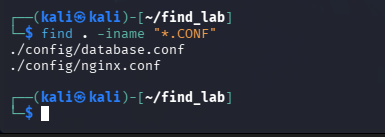 ┌──(kali㉿kali)-[~/find_lab]
└─$ find . -iname "*.CONF"
./config/database.conf
./config/nginx.conf
┌──(kali㉿kali)-[~/find_lab]
└─$